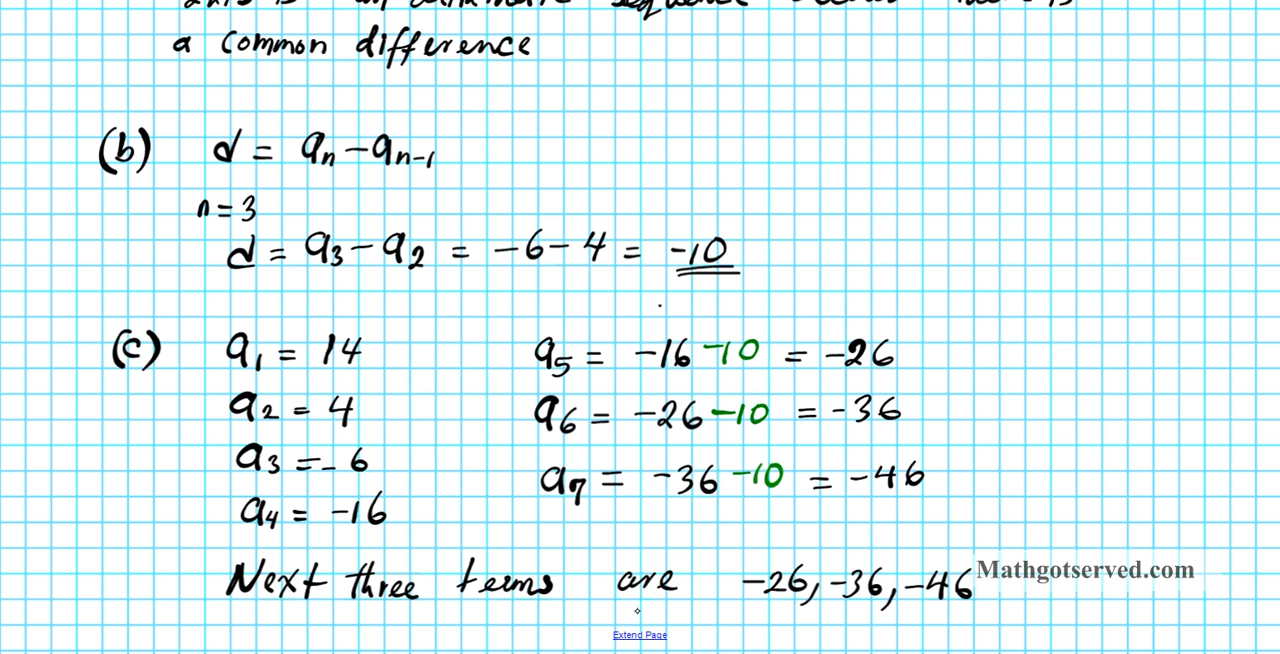 sequence
a common difference
(b) d = aₙ - aₙ₋₁
n = 3
d = a₃ - a₂ = -6 - 4 = -10
(c) a₁ = 14
a₂ = 4
a₃ = -6
a₄ = -16
a₅ = -16 -10 = -26
a₆ = -26 -10 = -36
a₇ = -36 -10 = -46
Next three terms are -26, -36, -46
Mathgotserved.com
Extend Page